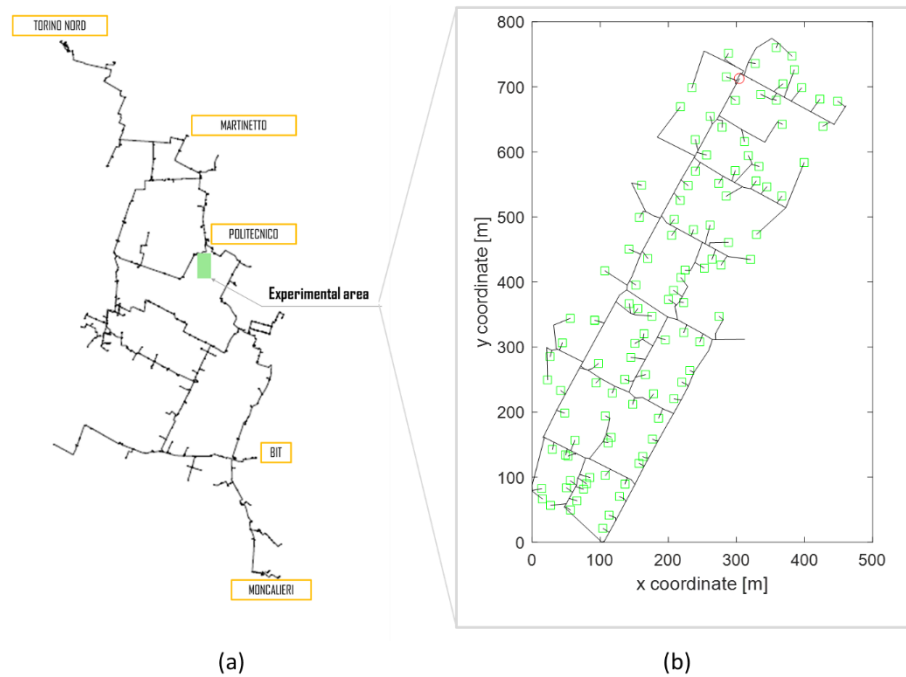 TORINO NORD
MARTINETTO
POLITECNICO
Experimental area
BIT
MONCALIERI
(a)
800
700
600
500
400
300
200
100
0
y coordinate [m]
0 100 200 300 400 500
x coordinate [m]
(b)